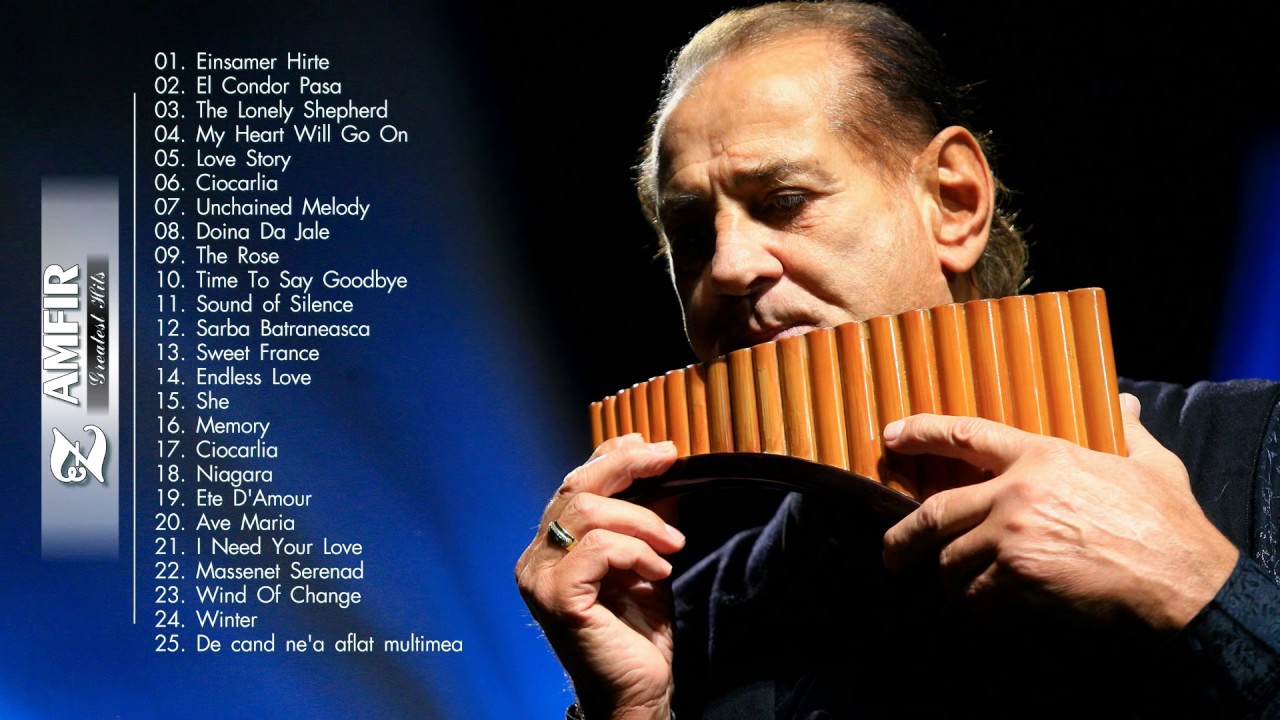 01. Einsamer Hirte
02. El Condor Pasa
03. The Lonely Shepherd
04. My Heart Will Go On
05. Love Story
06. Ciocarlia
07. Unchained Melody
08. Doina Da Jale
09. The Rose
10. Time To Say Goodbye
11. Sound of Silence
12. Sarba Batraneasca
13. Sweet France
14. Endless Love
15. She
16. Memory
17. Ciocarlia
18. Niagara
19. Ete D'Amour
20. Ave Maria
21. I Need Your Love
22. Massenet Serenad
23. Wind Of Change
24. Winter
25. De cand ne'a aflat multimea
AMFIR
Greatest Hits